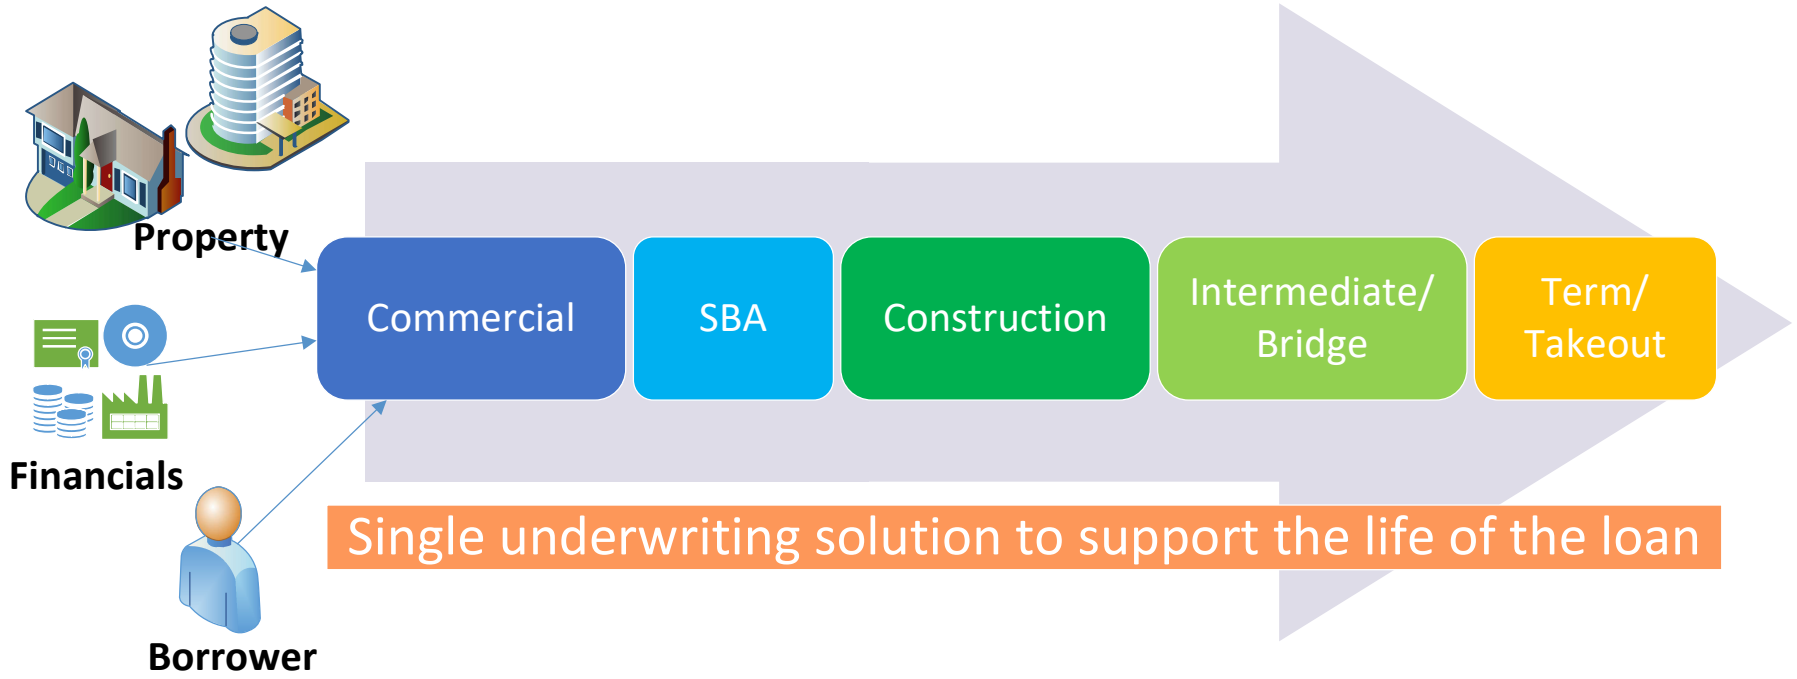 Property
Financials
Borrower
Commercial
SBA
Construction
Intermediate/
Bridge
Term/
Takeout
Single underwriting solution to support the life of the loan